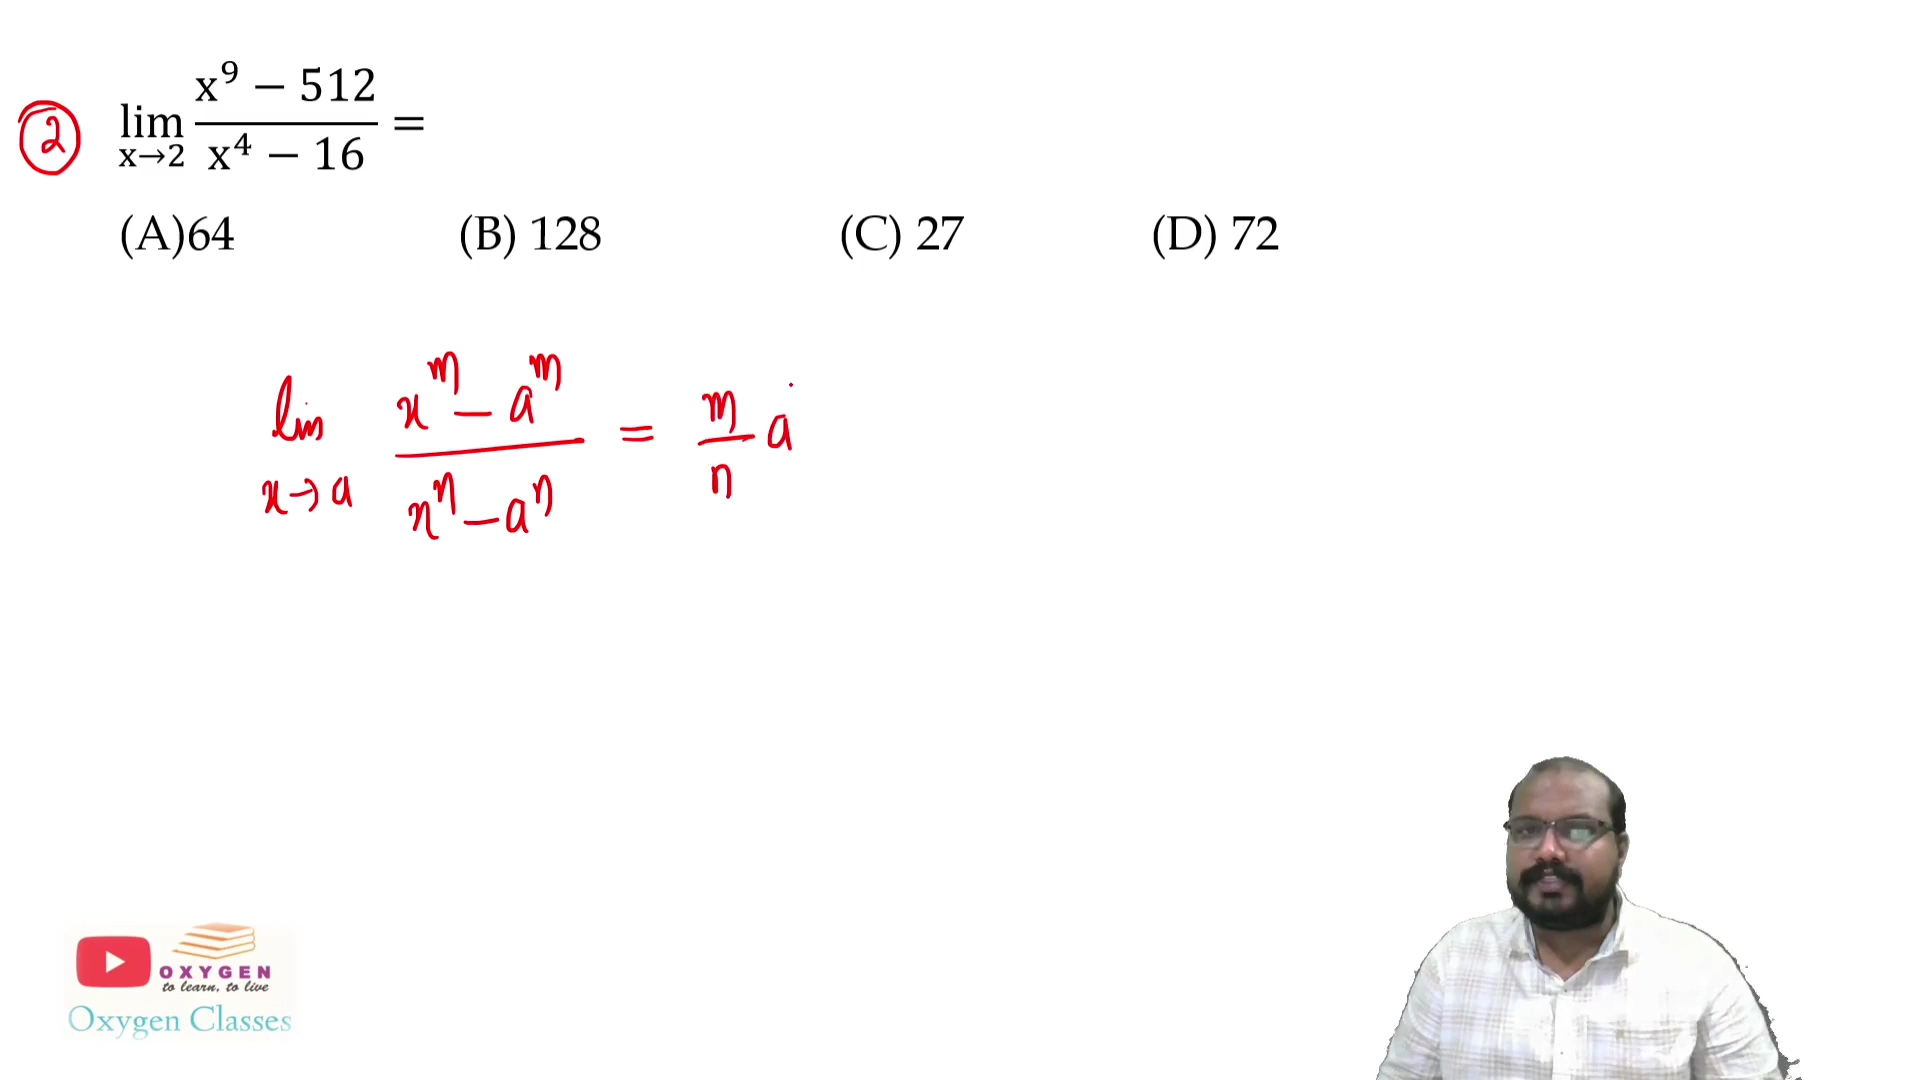 ② lim x→2 (x⁹ − 512)/(x⁴ − 16) =
(A)64 (B) 128 (C) 27 (D) 72
lim x→a (xᵐ − aᵐ)/(xⁿ − aⁿ) = m/n a
OXYGEN
to learn, to live
Oxygen Classes